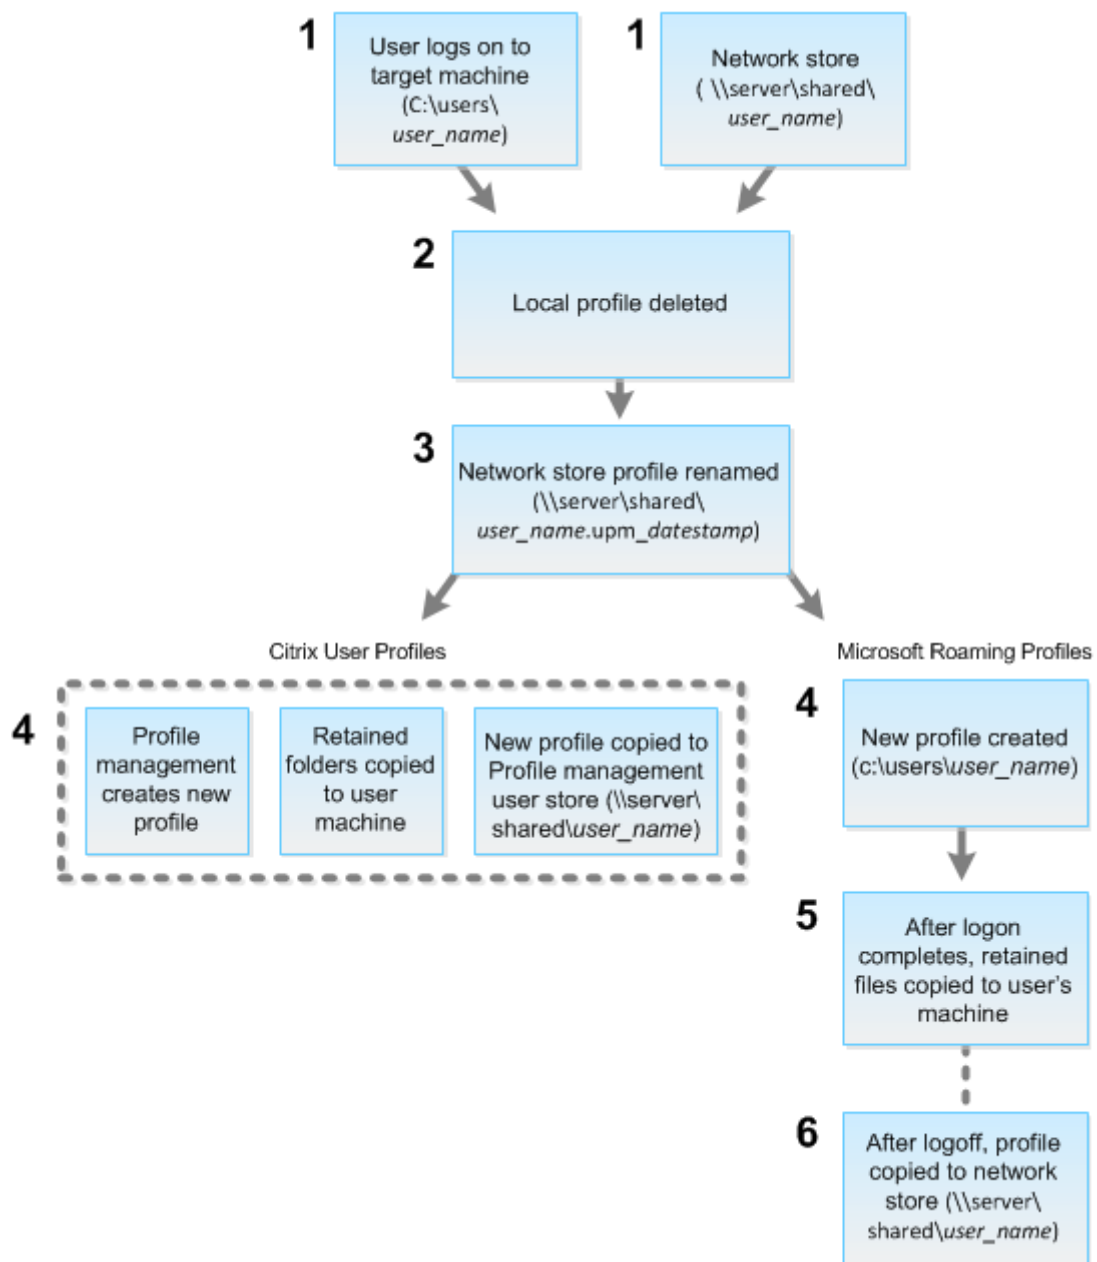 1
User logs on to
target machine
(C:\users\
user_name)
1
Network store
( \\server\shared\
user_name)
2
Local profile deleted
3
Network store profile renamed
(\\server\shared\
user_name.upm_datestamp)
Citrix User Profiles
4
Profile
management
creates new
profile
Retained
folders copied
to user
machine
New profile copied to
Profile management
user store (\\server\
shared\user_name)
Microsoft Roaming Profiles
4
New profile created
(c:\users\user_name)
5
After logon
completes, retained
files copied to user's
machine
6
After logoff, profile
copied to network
store (\\server\
shared\user_name)